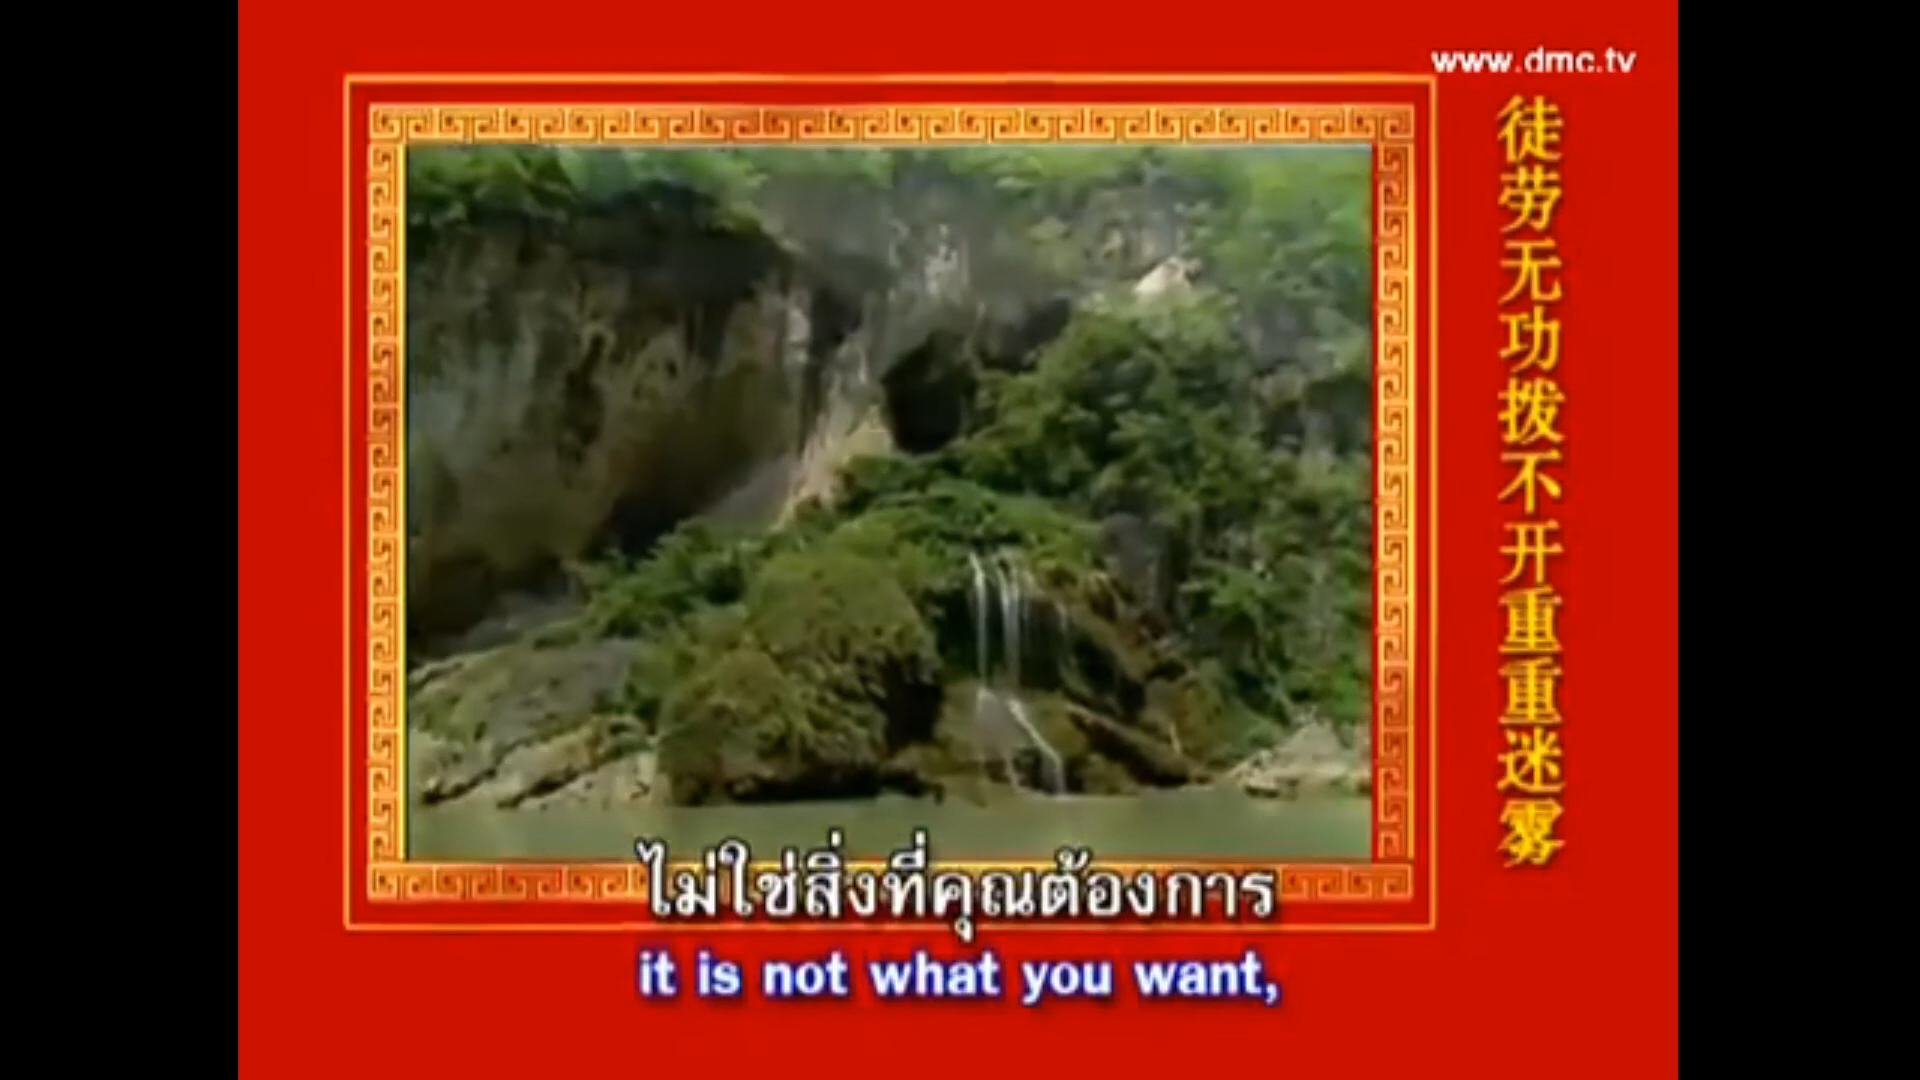 www.dmc.tv
徒劳无功拨不开重重迷雾
ไม่ใช่สิ่งที่คุณต้องการ
it is not what you want,